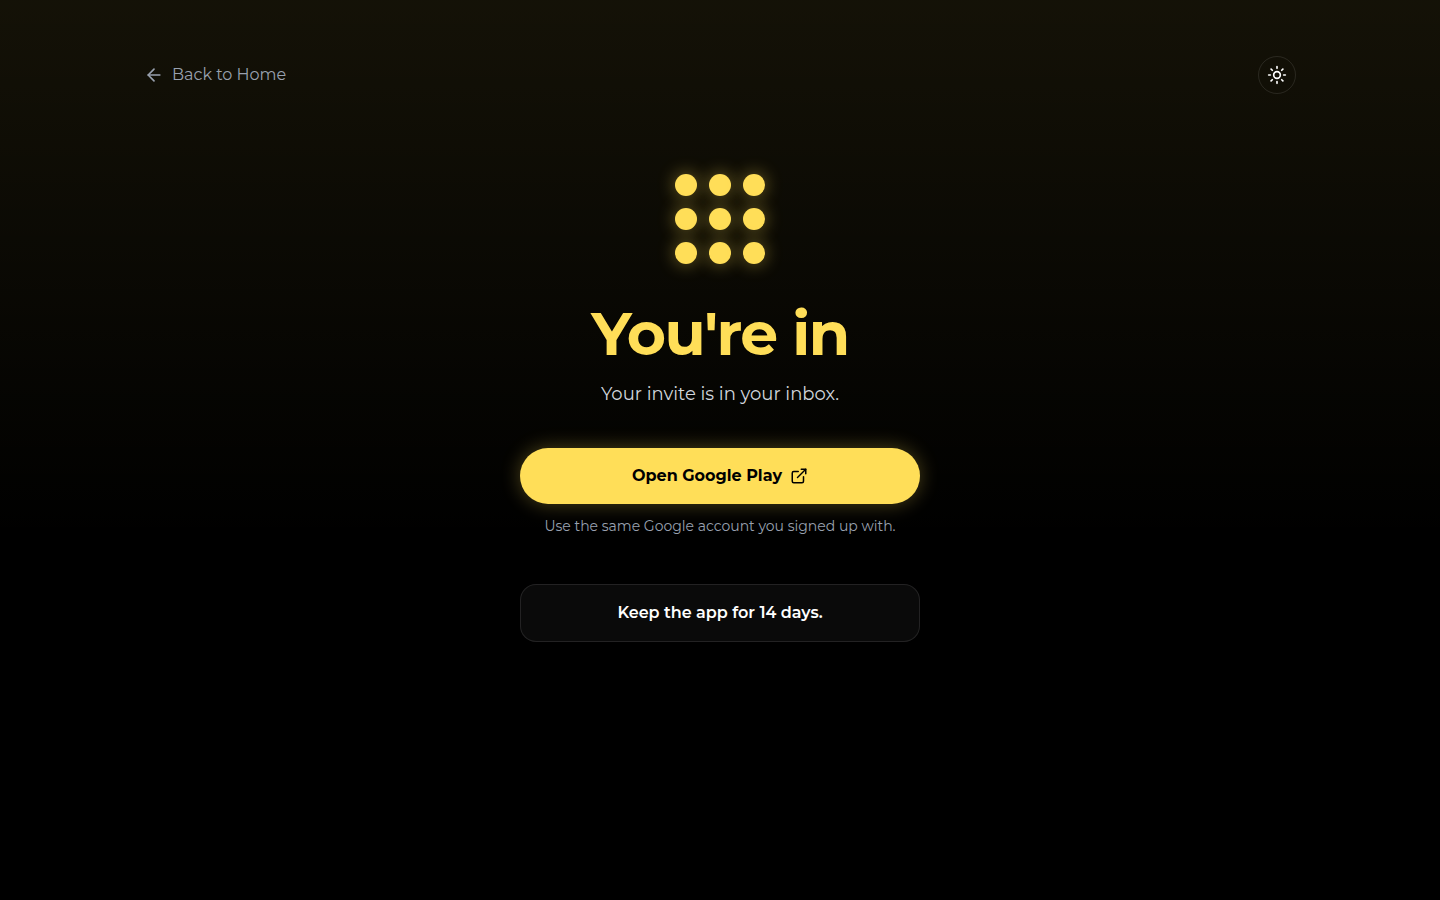 Back to Home
You're in
Your invite is in your inbox.
Open Google Play
Use the same Google account you signed up with.
Keep the app for 14 days.